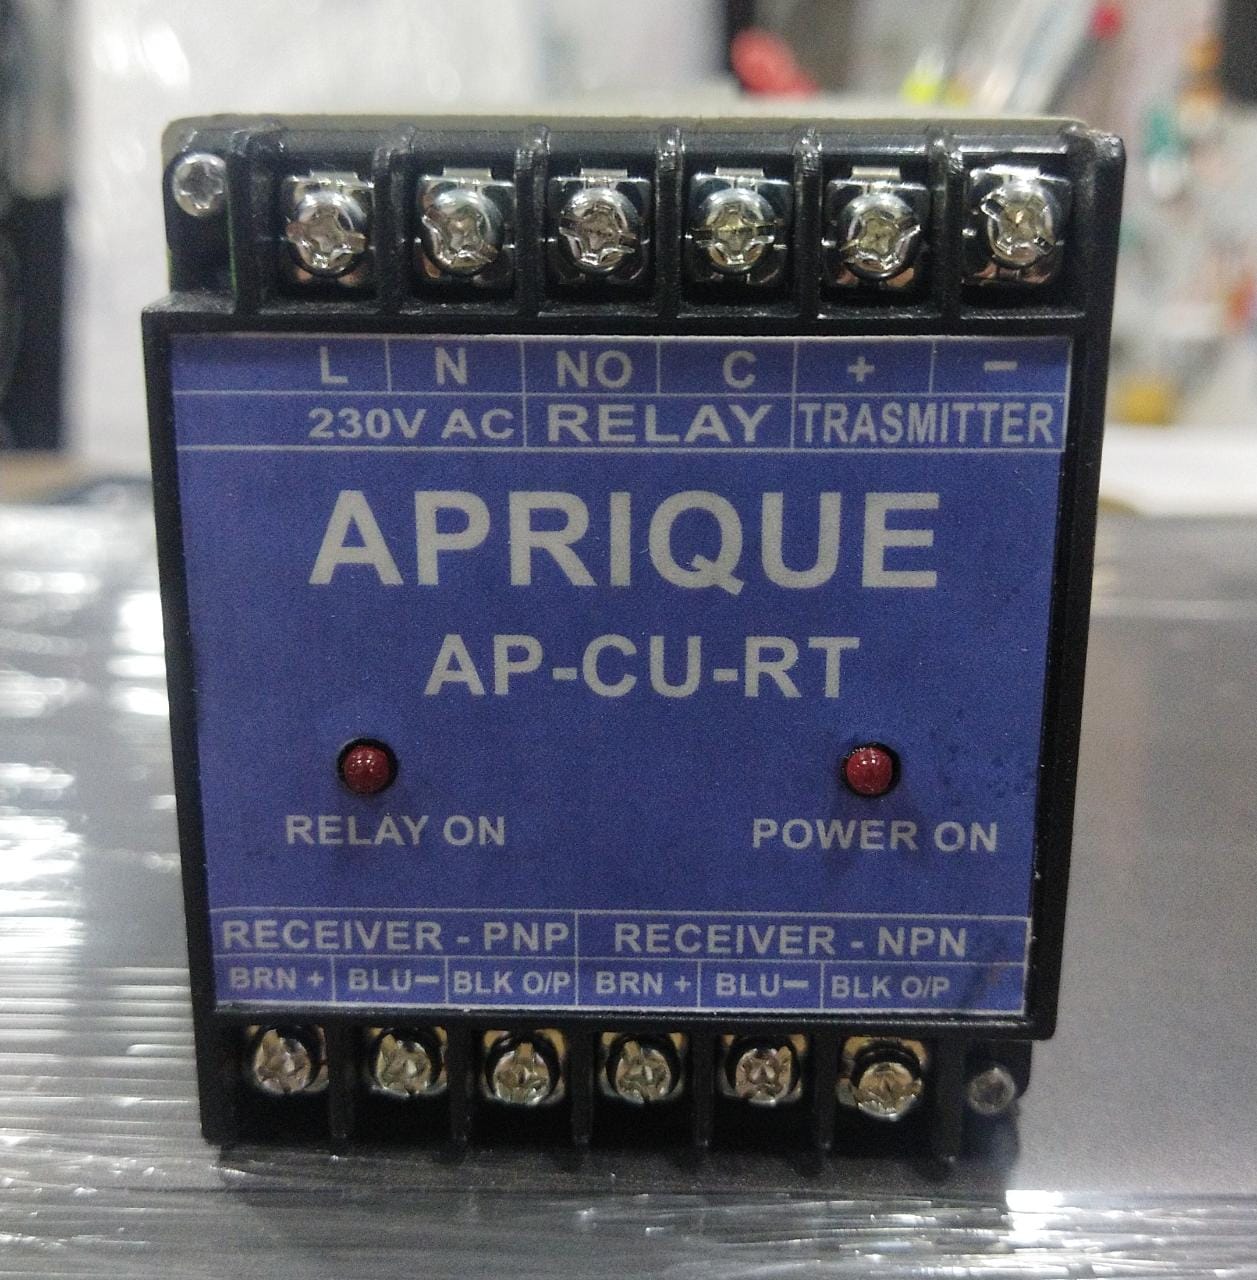 L N NO C + −
230V AC RELAY TRASMITTER
APRIQUE
AP-CU-RT
RELAY ON POWER ON
RECEIVER - PNP RECEIVER - NPN
BRN + BLU− BLK O/P BRN + BLU− BLK O/P